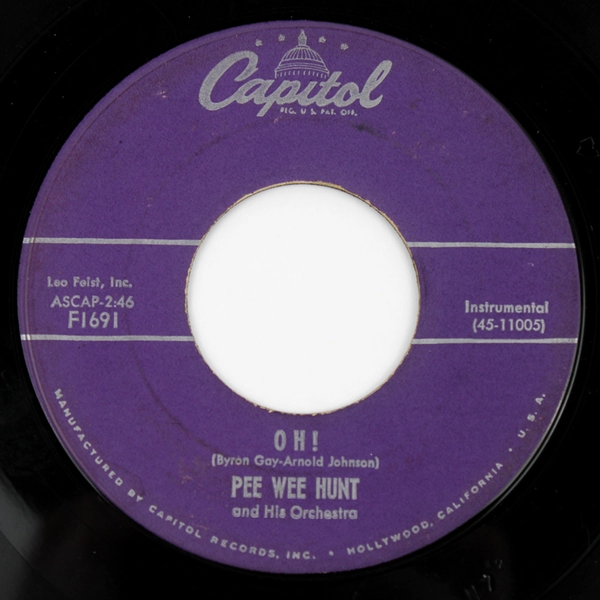 Capitol
REG. U. S. PAT. OFF.
Leo Feist, Inc.
ASCAP-2:46
F1691
Instrumental
(45-11005)
OH!
(Byron Gay-Arnold Johnson)
PEE WEE HUNT
and His Orchestra
MANUFACTURED BY CAPITOL RECORDS, INC. • HOLLYWOOD, CALIFORNIA • U. S. A.